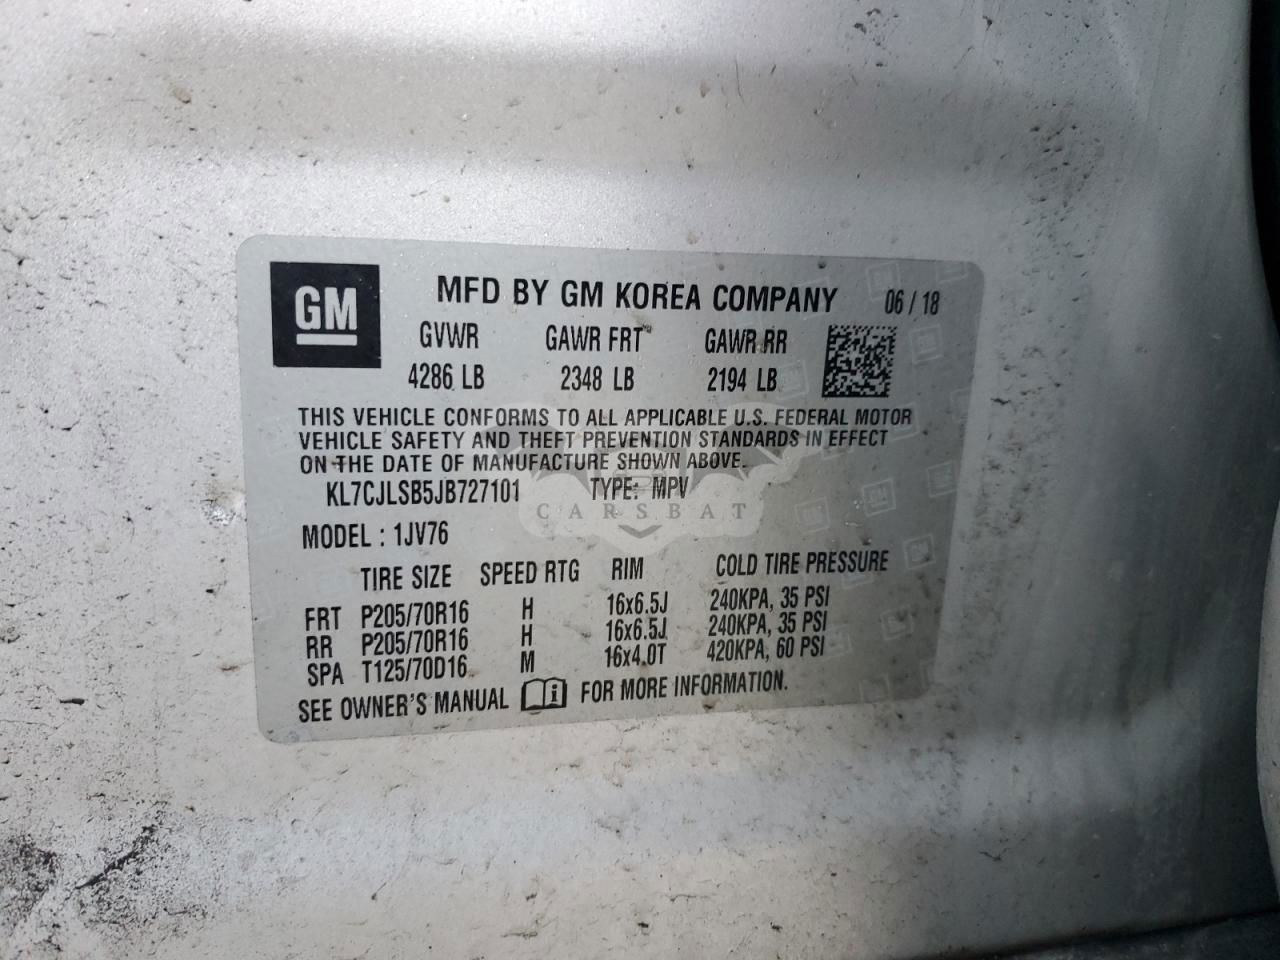 GM
MFD BY GM KOREA COMPANY 06 / 18
GVWR GAWR FRT GAWR RR
4286 LB 2348 LB 2194 LB
THIS VEHICLE CONFORMS TO ALL APPLICABLE U.S. FEDERAL MOTOR
VEHICLE SAFETY AND THEFT PREVENTION STANDARDS IN EFFECT
ON THE DATE OF MANUFACTURE SHOWN ABOVE.
KL7CJLSB5JB727101 TYPE: MPV
CARSBAT
MODEL : 1JV76
TIRE SIZE SPEED RTG RIM COLD TIRE PRESSURE
FRT P205/70R16 H 16x6.5J 240KPA, 35 PSI
RR P205/70R16 H 16x6.5J 240KPA, 35 PSI
SPA T125/70D16 M 16x4.0T 420KPA, 60 PSI
SEE OWNER'S MANUAL i FOR MORE INFORMATION.